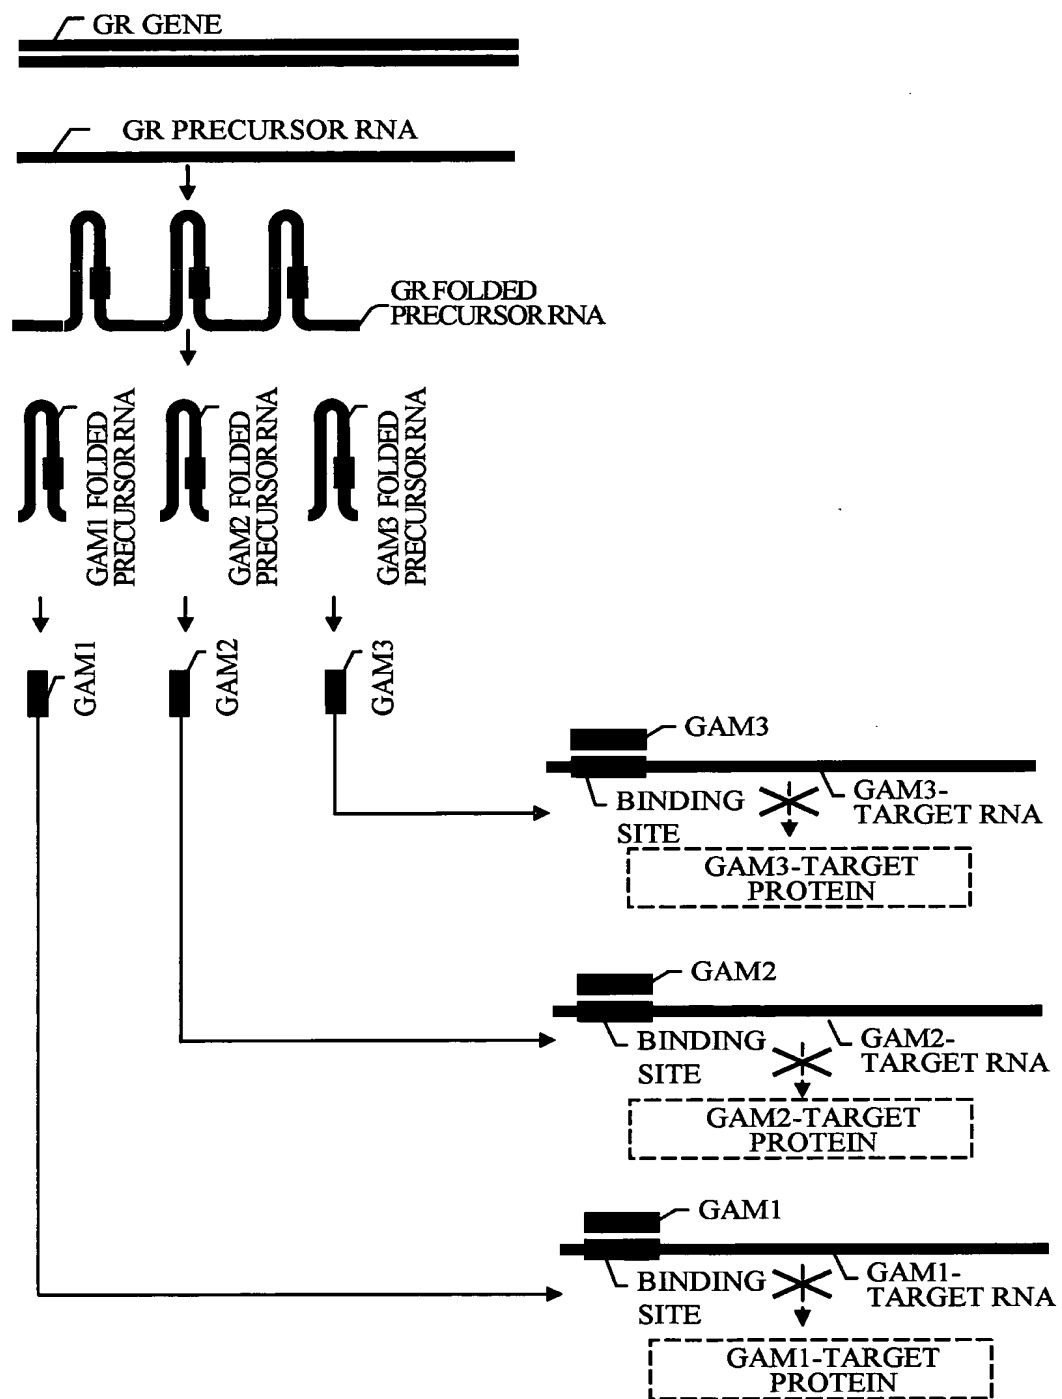 GR GENE
GR PRECURSOR RNA
GR FOLDED
PRECURSOR RNA
GAM1 FOLDED
PRECURSOR RNA
GAM2 FOLDED
PRECURSOR RNA
GAM3 FOLDED
PRECURSOR RNA
GAM1
GAM2
GAM3
GAM3
BINDING
SITE
GAM3-
TARGET RNA
GAM3-TARGET
PROTEIN
GAM2
BINDING
SITE
GAM2-
TARGET RNA
GAM2-TARGET
PROTEIN
GAM1
BINDING
SITE
GAM1-
TARGET RNA
GAM1-TARGET
PROTEIN